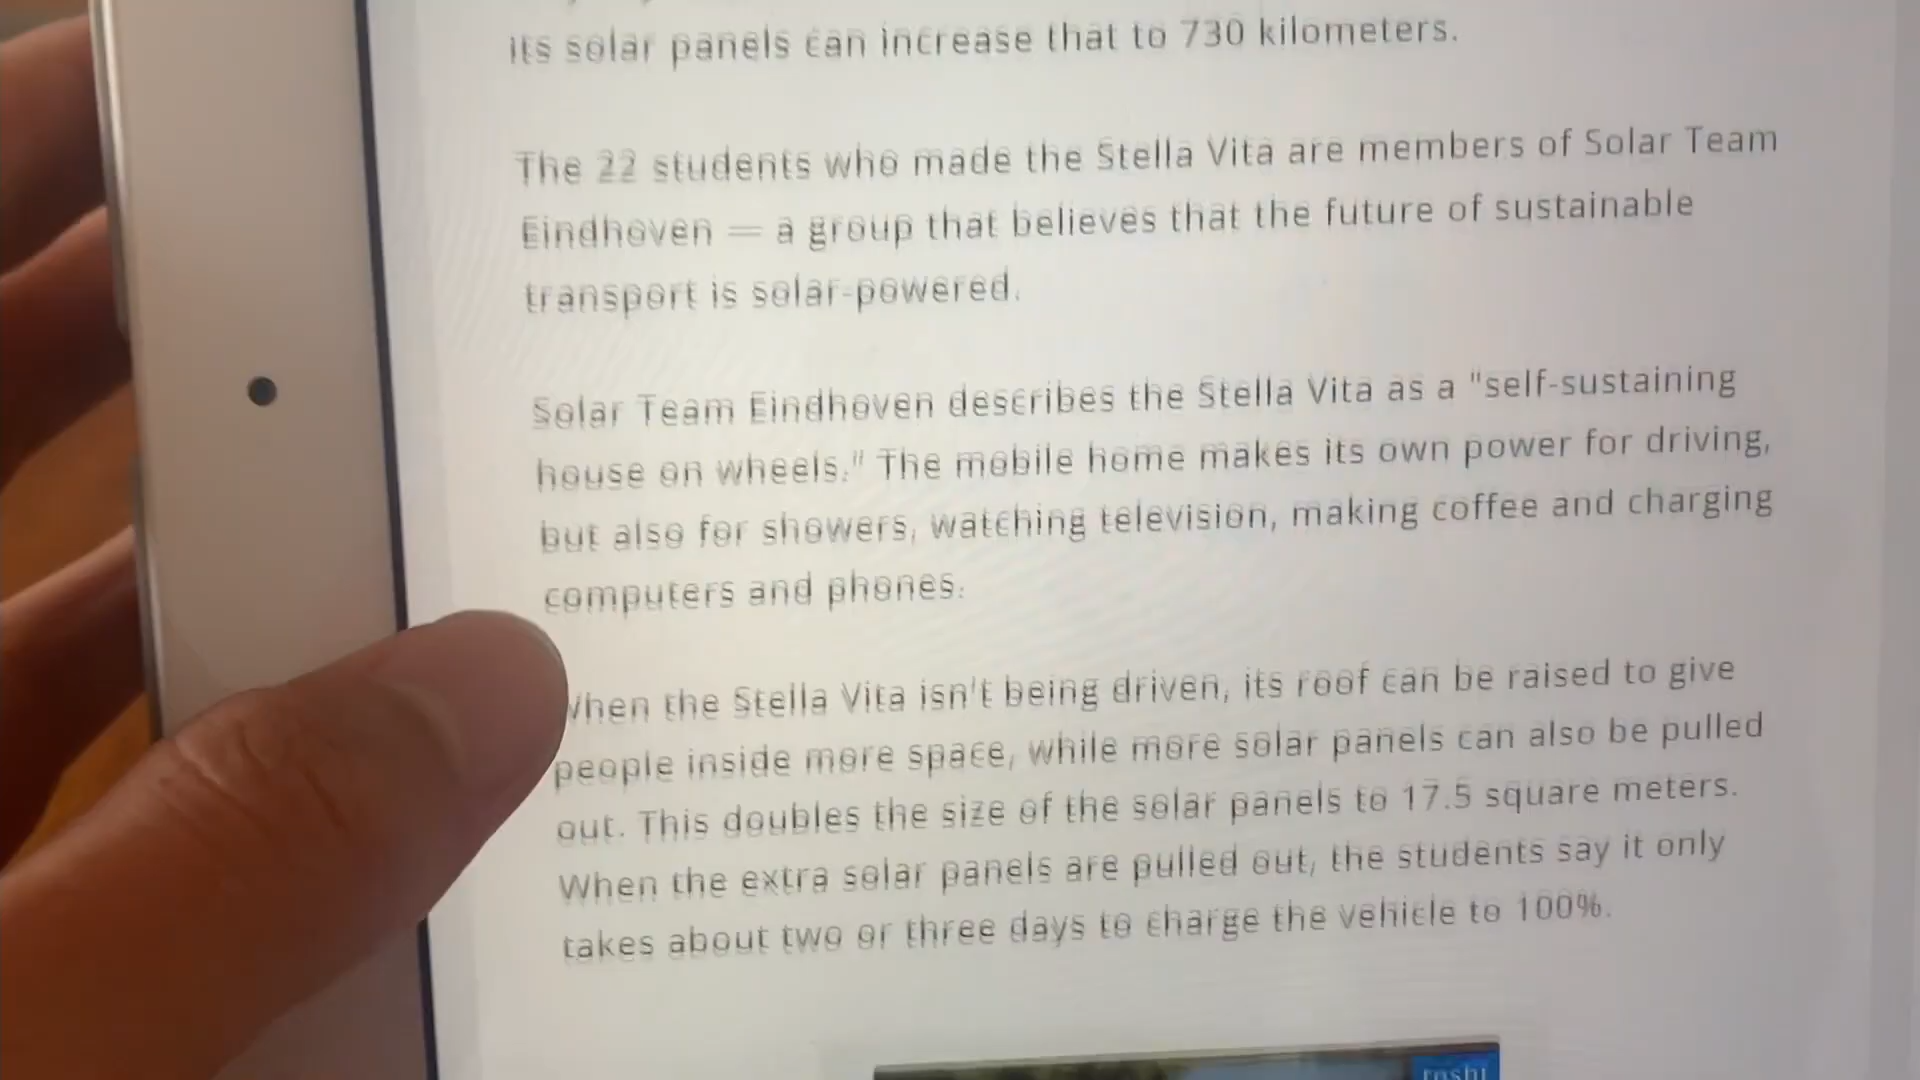 its solar panels can increase that to 730 kilometers.
The 22 students who made the Stella Vita are members of Solar Team
Eindhoven — a group that believes that the future of sustainable
transport is solar-powered.
Solar Team Eindhoven describes the Stella Vita as a "self-sustaining
house on wheels." The mobile home makes its own power for driving,
but also for showers, watching television, making coffee and charging
computers and phones.
When the Stella Vita isn't being driven, its roof can be raised to give
people inside more space, while more solar panels can also be pulled
out. This doubles the size of the solar panels to 17.5 square meters.
When the extra solar panels are pulled out, the students say it only
takes about two or three days to charge the vehicle to 100%.